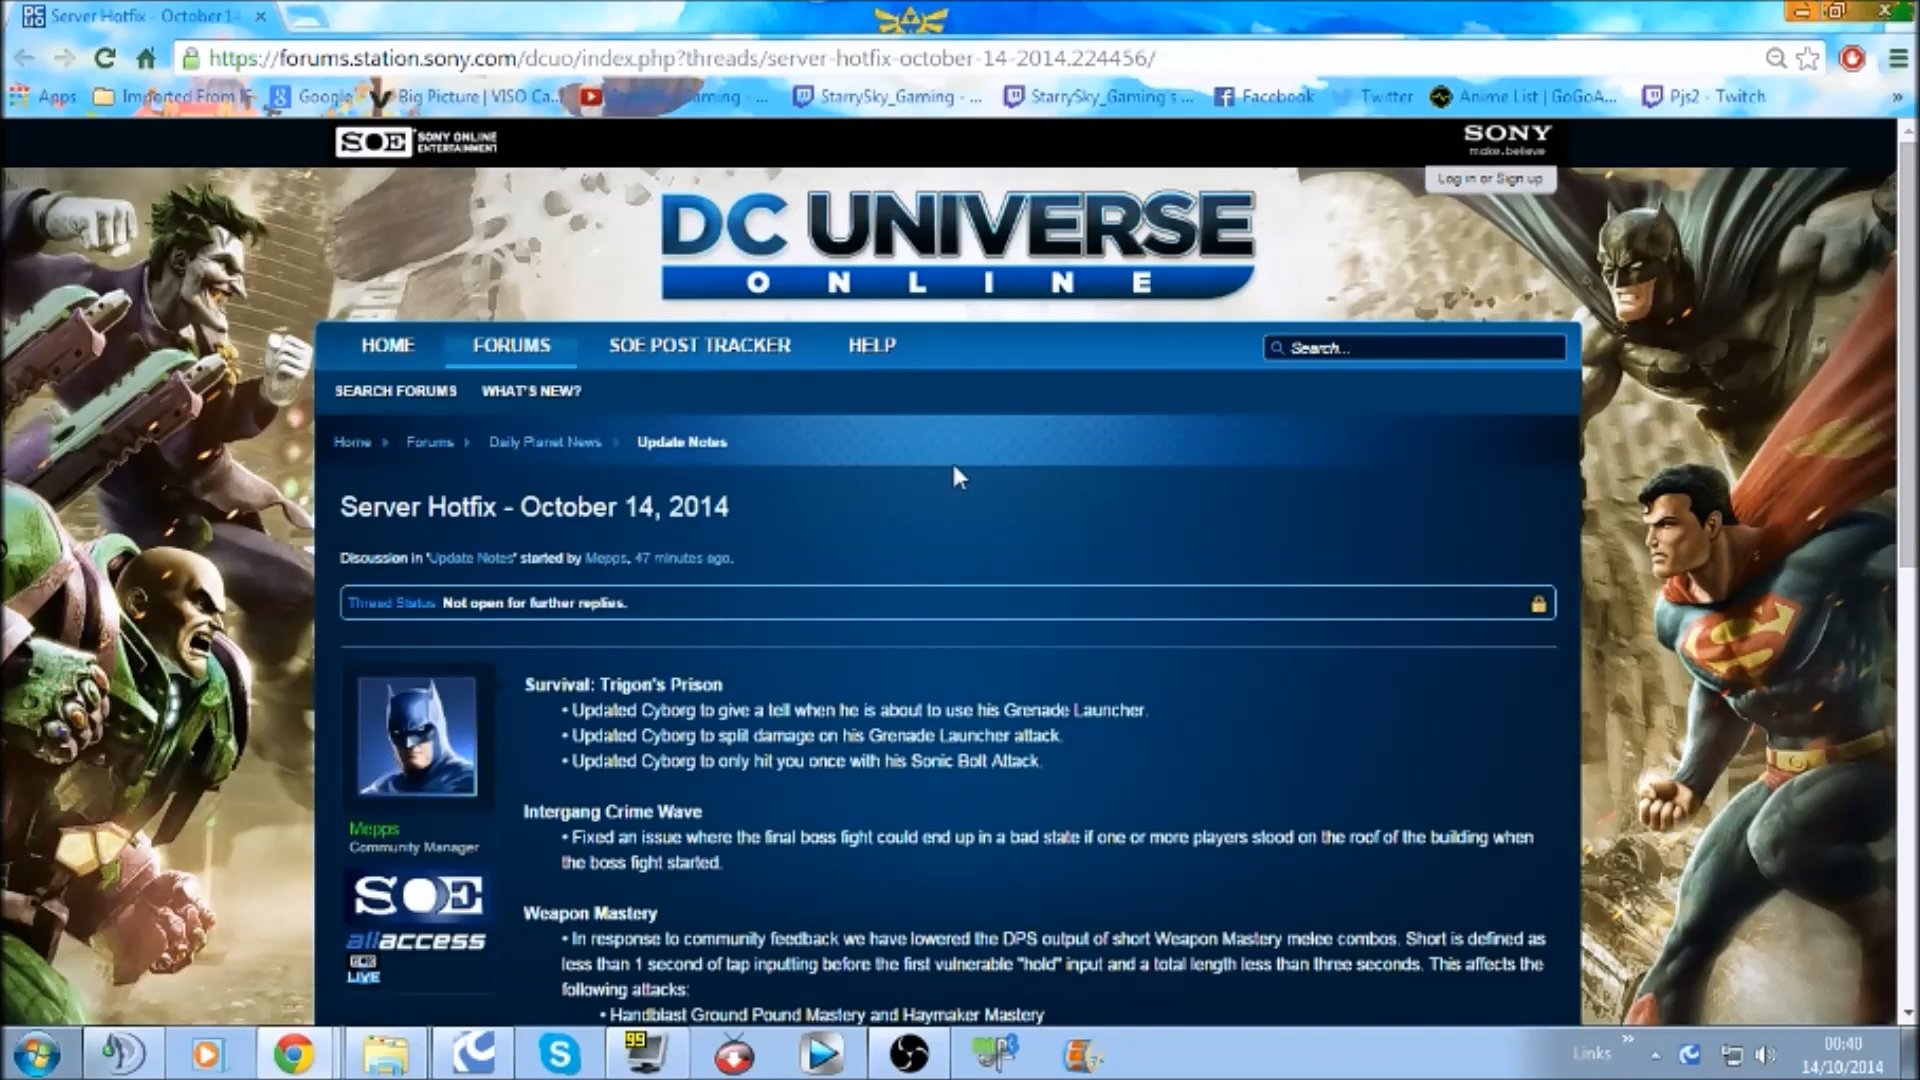 Server Hotfix - October 1
https://forums.station.sony.com/dcuo/index.php?threads/server-hotfix-october-14-2014.224456/
Apps Imported From IE Google Big Picture | VISO Ca... aming - ... StarrySky_Gaming - ... StarrySky_Gaming's ... Facebook Twitter Anime List | GoGoA... Pjs2 - Twitch »
SOE SONY ONLINE ENTERTAINMENT
SONY
make.believe
Log in or Sign up
DC UNIVERSE
ONLINE
HOME FORUMS SOE POST TRACKER HELP Search...
SEARCH FORUMS WHAT'S NEW?
Home Forums Daily Planet News Update Notes
Server Hotfix - October 14, 2014
Discussion in 'Update Notes' started by Mepps, 47 minutes ago.
Thread Status: Not open for further replies.
Survival: Trigon's Prison
• Updated Cyborg to give a tell when he is about to use his Grenade Launcher.
• Updated Cyborg to split damage on his Grenade Launcher attack.
• Updated Cyborg to only hit you once with his Sonic Bolt Attack.
Intergang Crime Wave
• Fixed an issue where the final boss fight could end up in a bad state if one or more players stood on the roof of the building when
the boss fight started.
Mepps
Community Manager
SOE
allaccess
LIVE
Weapon Mastery
• In response to community feedback we have lowered the DPS output of short Weapon Mastery melee combos. Short is defined as
less than 1 second of tap inputting before the first vulnerable "hold" input and a total length less than three seconds. This affects the
following attacks:
• Handblast Ground Pound Mastery and Haymaker Mastery
99
Links »
00:40
14/10/2014